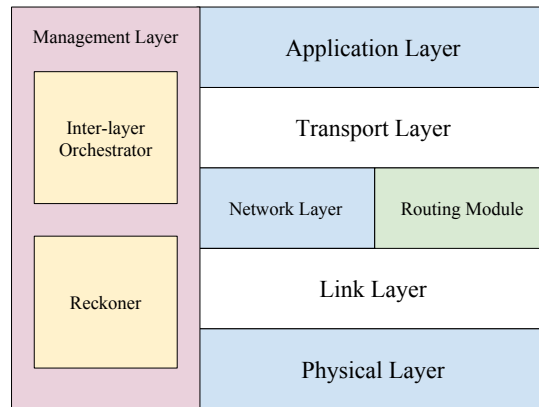 Management Layer
Inter-layer
Orchestrator
Reckoner
Application Layer
Transport Layer
Network Layer
Routing Module
Link Layer
Physical Layer